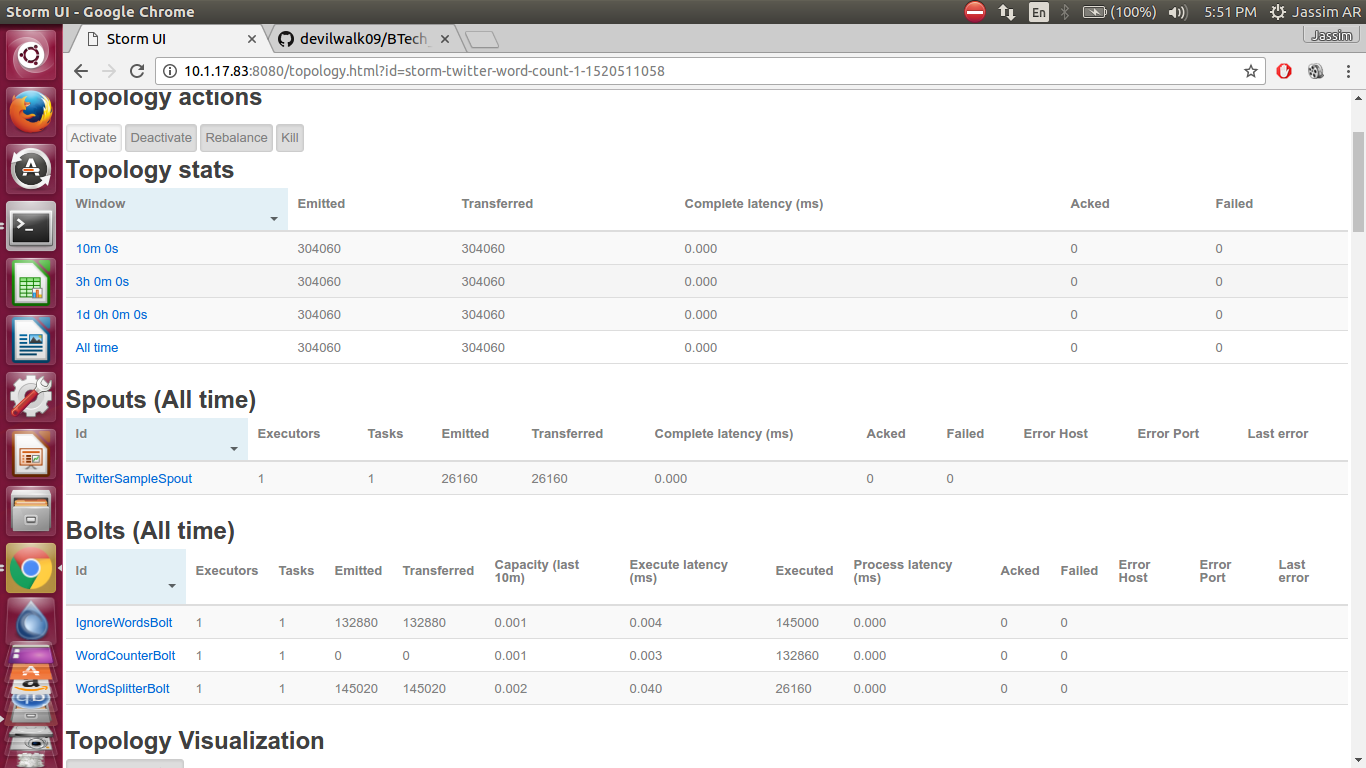 Storm UI - Google Chrome
En
(100%)
5:51 PM
Jassim AR
Storm UI
devilwalk09/BTech
Jassim
10.1.17.83:8080/topology.html?id=storm-twitter-word-count-1-1520511058
Topology actions
Activate Deactivate Rebalance Kill
Topology stats
Window Emitted Transferred Complete latency (ms) Acked Failed
10m 0s 304060 304060 0.000 0 0
3h 0m 0s 304060 304060 0.000 0 0
1d 0h 0m 0s 304060 304060 0.000 0 0
All time 304060 304060 0.000 0 0
Spouts (All time)
Id Executors Tasks Emitted Transferred Complete latency (ms) Acked Failed Error Host Error Port Last error
TwitterSampleSpout 1 1 26160 26160 0.000 0 0
Bolts (All time)
Id Executors Tasks Emitted Transferred Capacity (last 10m) Execute latency (ms) Executed Process latency (ms) Acked Failed Error Host Error Port Last error
IgnoreWordsBolt 1 1 132880 132880 0.001 0.004 145000 0.000 0 0
WordCounterBolt 1 1 0 0 0.001 0.003 132860 0.000 0 0
WordSplitterBolt 1 1 145020 145020 0.002 0.040 26160 0.000 0 0
Topology Visualization